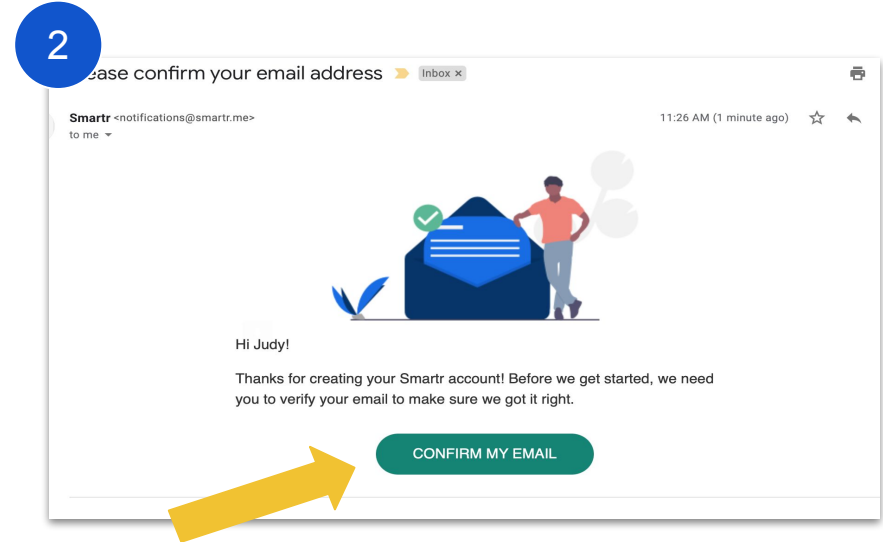 2
ease confirm your email address Inbox ×
Smartr <notifications@smartr.me> 11:26 AM (1 minute ago)
to me
Hi Judy!
Thanks for creating your Smartr account! Before we get started, we need
you to verify your email to make sure we got it right.
CONFIRM MY EMAIL